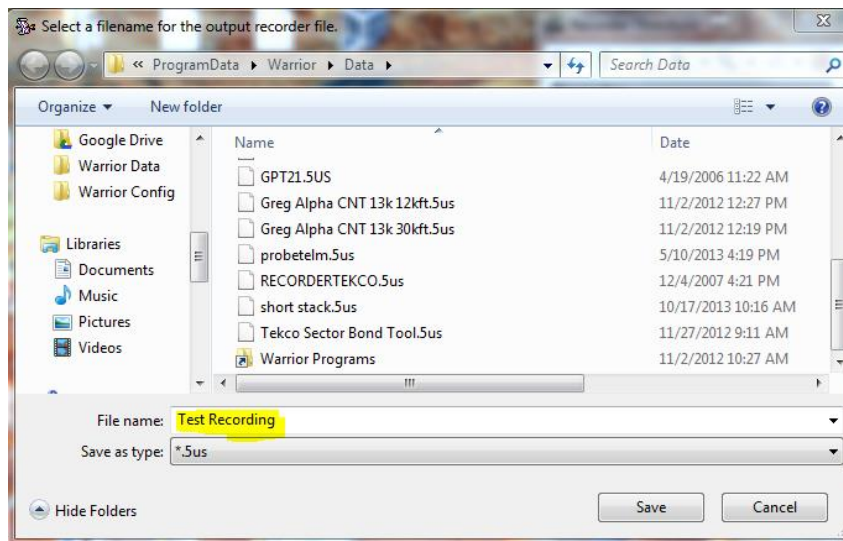 Select a filename for the output recorder file.
« ProgramData Warrior Data
Search Data
Organize New folder
Google Drive
Warrior Data
Warrior Config
Libraries
Documents
Music
Pictures
Videos
Name Date
GPT21.5US 4/19/2006 11:22 AM
Greg Alpha CNT 13k 12kft.5us 11/2/2012 12:27 PM
Greg Alpha CNT 13k 30kft.5us 11/2/2012 12:19 PM
probetelm.5us 5/10/2013 4:19 PM
RECORDERTEKCO.5us 12/4/2007 4:21 PM
short stack.5us 10/17/2013 10:16 AM
Tekco Sector Bond Tool.5us 11/27/2012 9:11 AM
Warrior Programs 11/2/2012 10:27 AM
File name: Test Recording
Save as type: *.5us
Hide Folders
Save Cancel